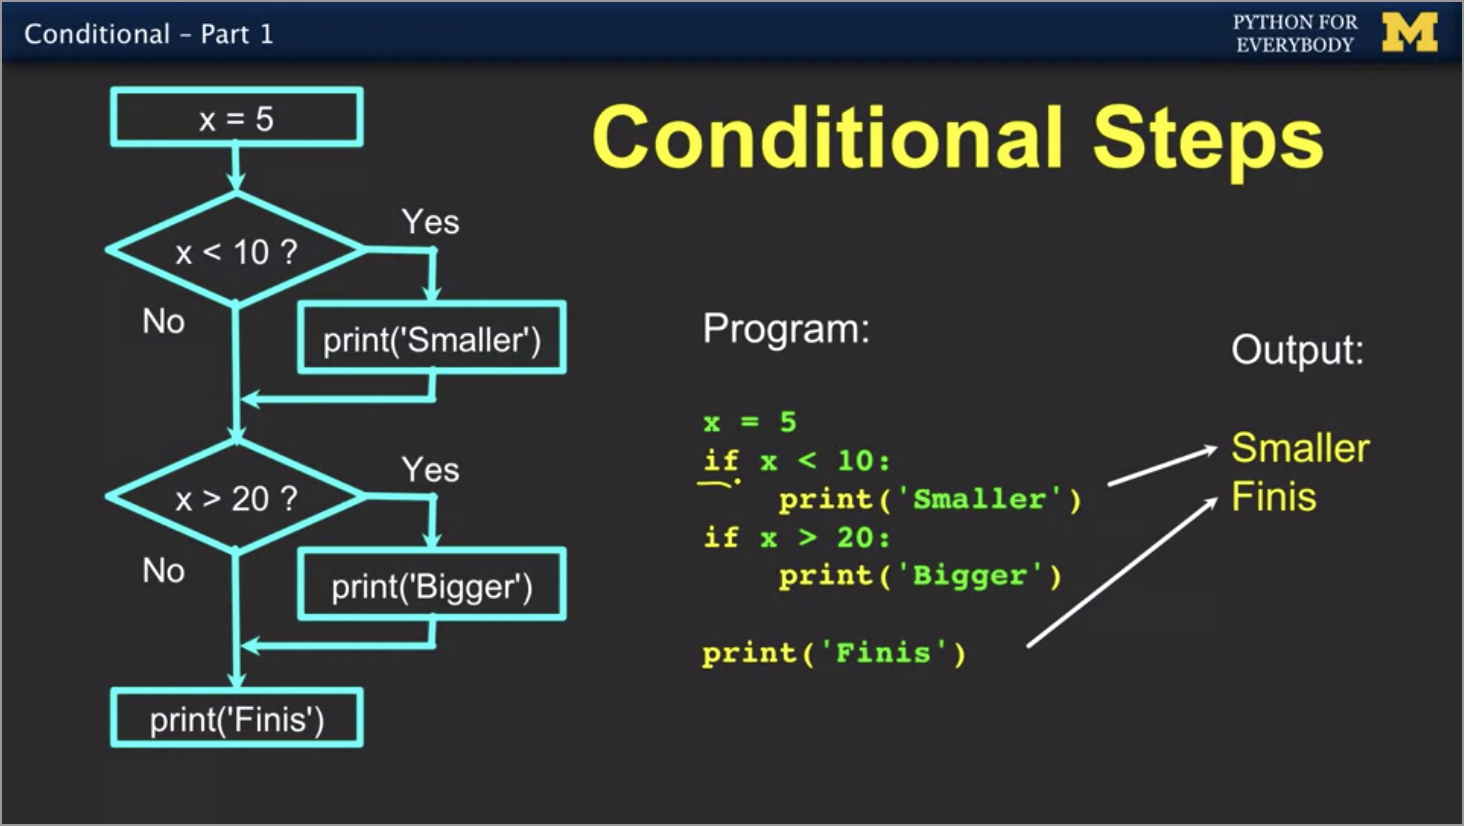 Conditional – Part 1
PYTHON FOR
EVERYBODY
M
Conditional Steps
x = 5
x < 10 ?
Yes
No
print('Smaller')
x > 20 ?
Yes
No
print('Bigger')
print('Finis')
Program:
x = 5
if x < 10:
    print('Smaller')
if x > 20:
    print('Bigger')
print('Finis')
Output:
Smaller
Finis